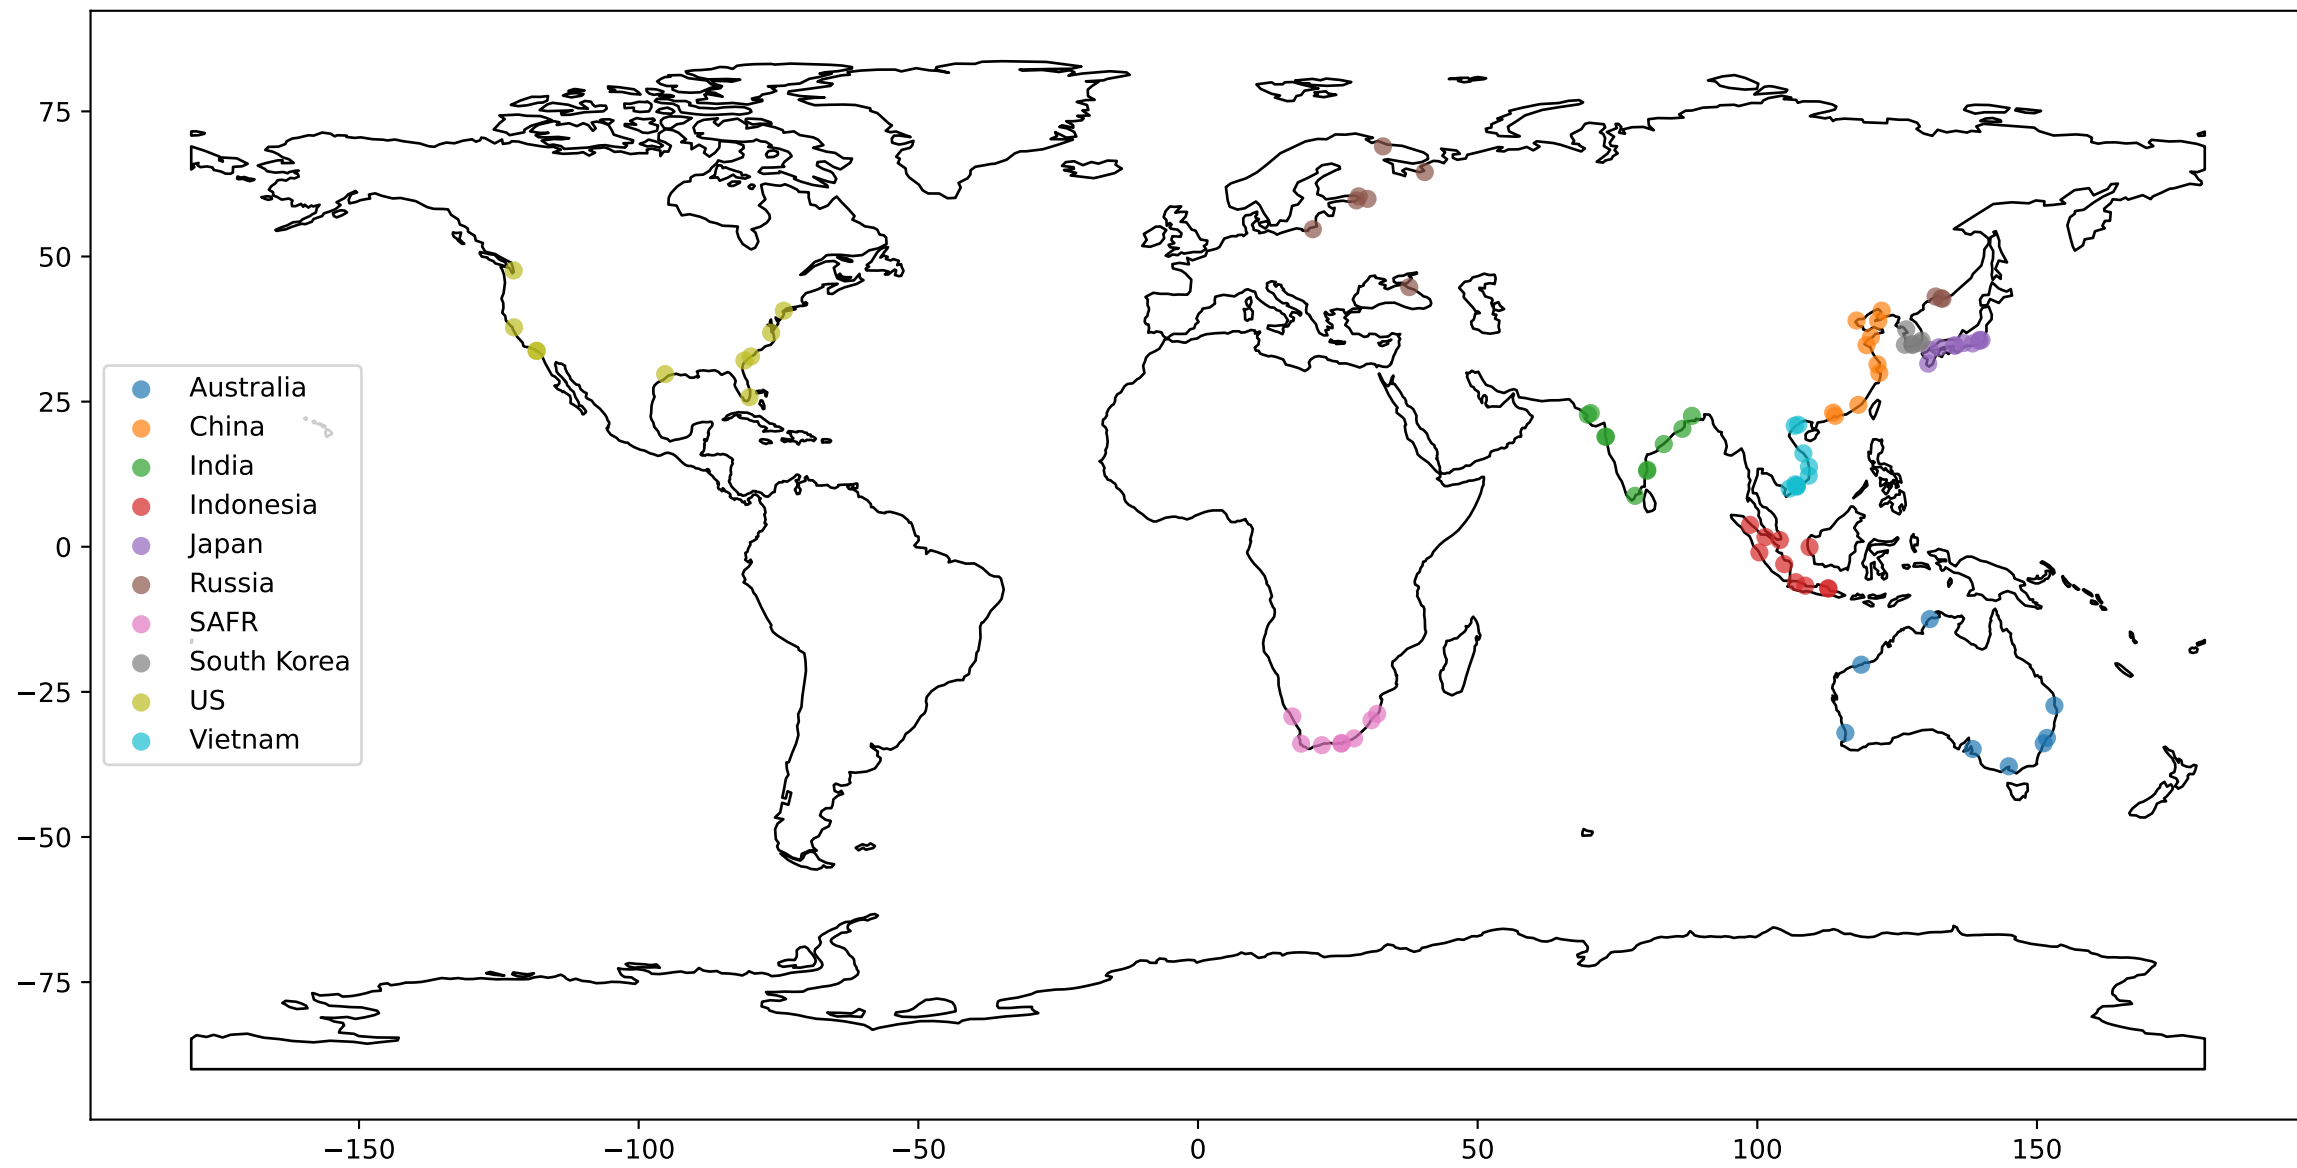 75
50
25
0
−25
−50
−75
Australia
China
India
Indonesia
Japan
Russia
SAFR
South Korea
US
Vietnam
−150 −100 −50 0 50 100 150